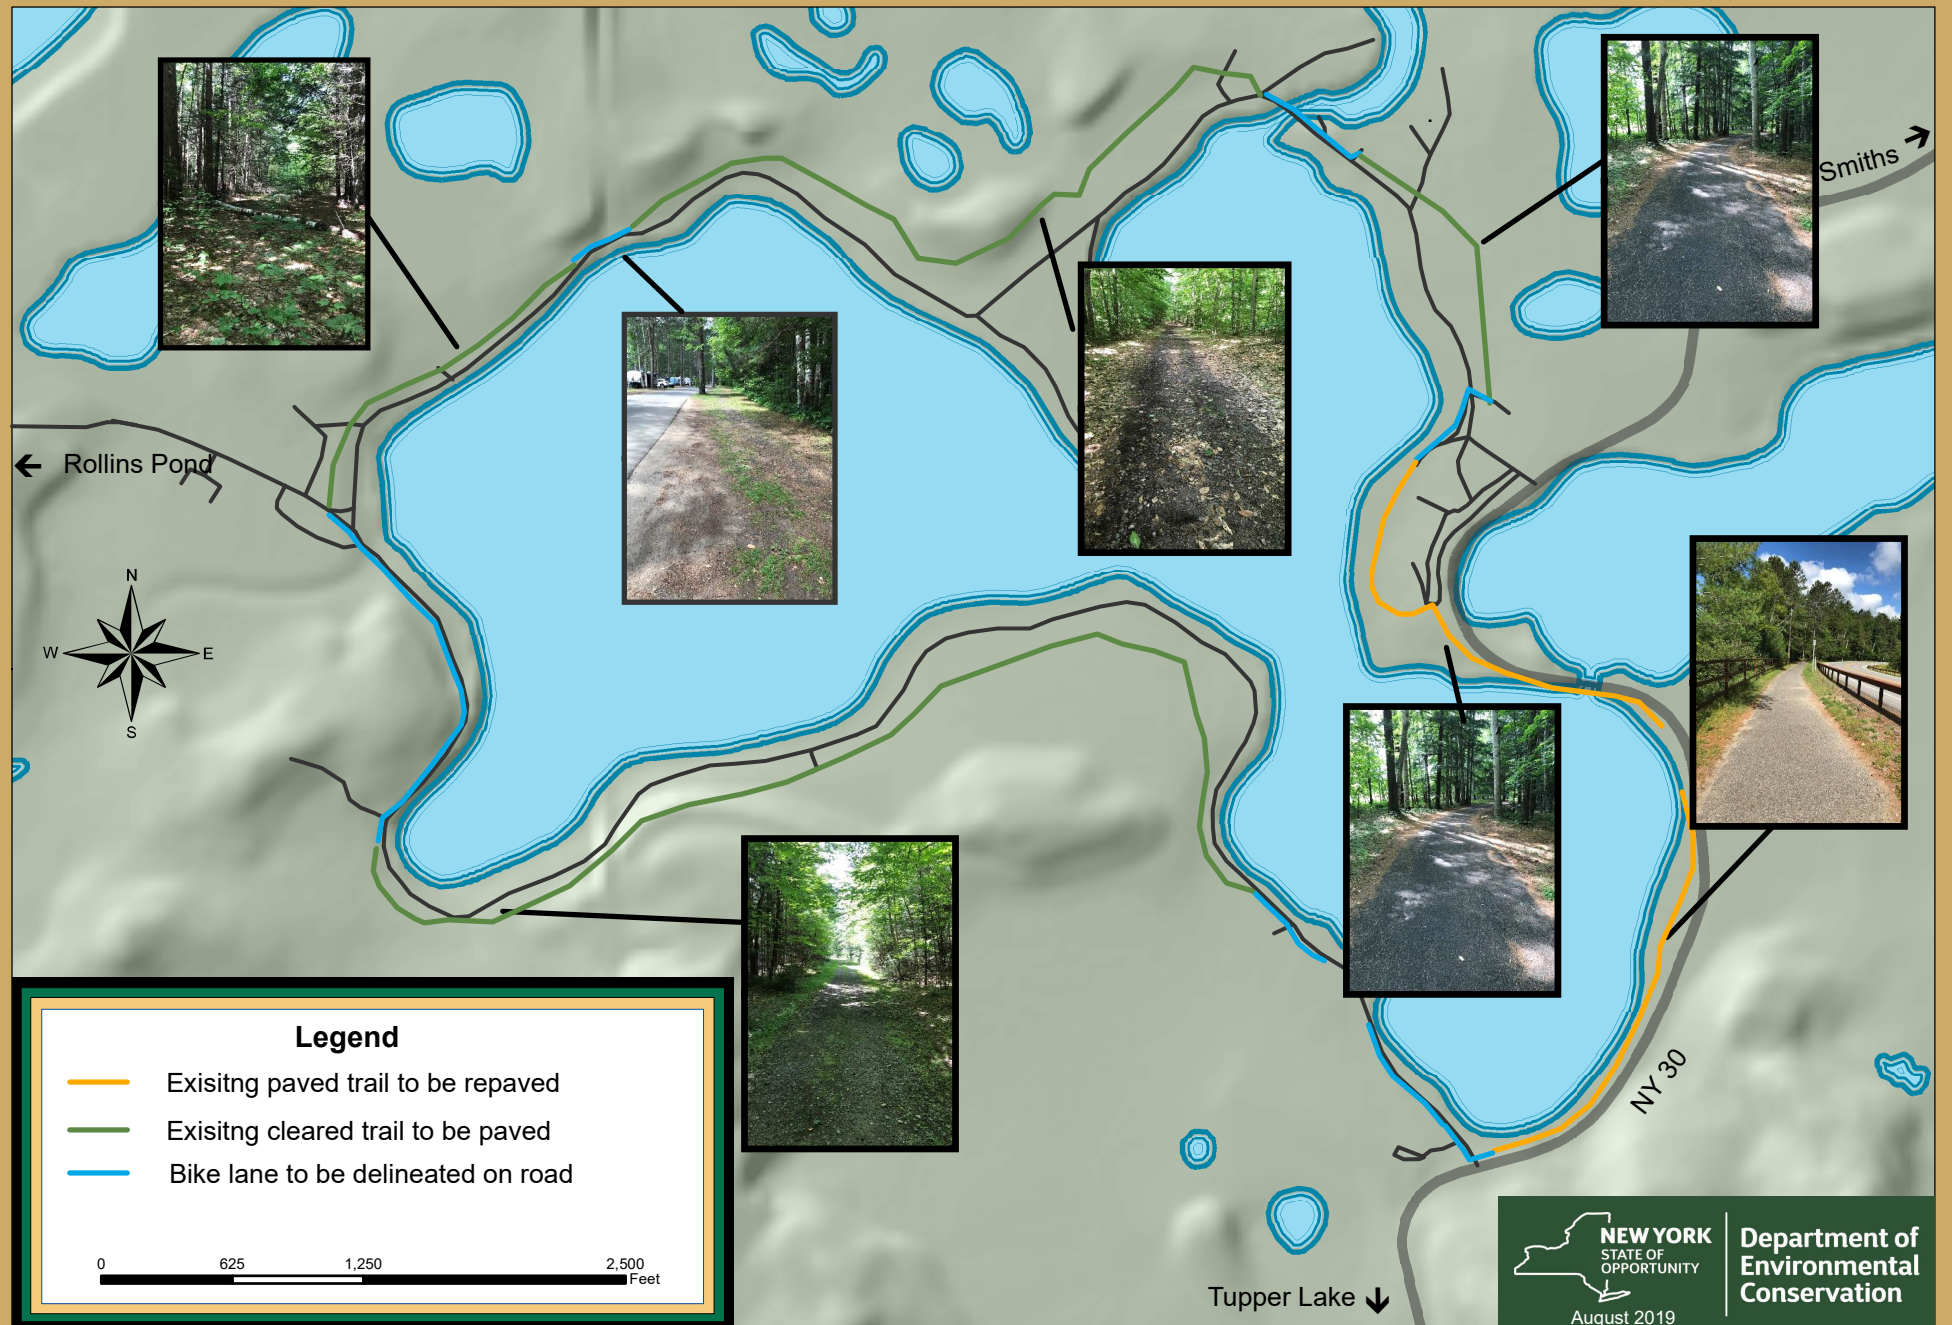 Smiths
Rollins Pond
N
W
E
S
NY 30
Legend
Exisitng paved trail to be repaved
Exisitng cleared trail to be paved
Bike lane to be delineated on road
0 625 1,250 2,500
Feet
Tupper Lake
NEW YORK
STATE OF
OPPORTUNITY
Department of
Environmental
Conservation
August 2019